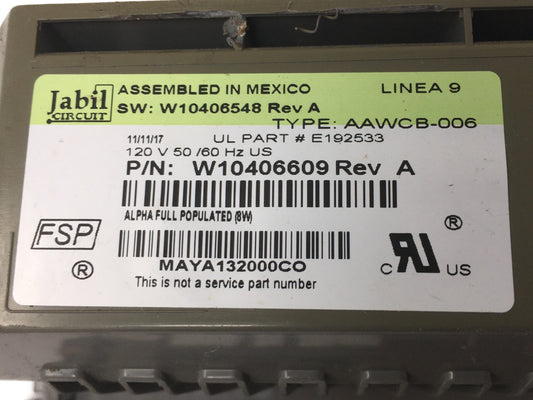 Jabil
CIRCUIT
ASSEMBLED IN MEXICO
LINEA 9
SW: W10406548 Rev A
TYPE: AAWCB-006
11/11/17
UL PART # E192533
120 V 50 /60 Hz US
P/N: W10406609 Rev A
ALPHA FULL POPULATED (8W)
FSP
®
MAYA132000CO
This is not a service part number
®
c RU US